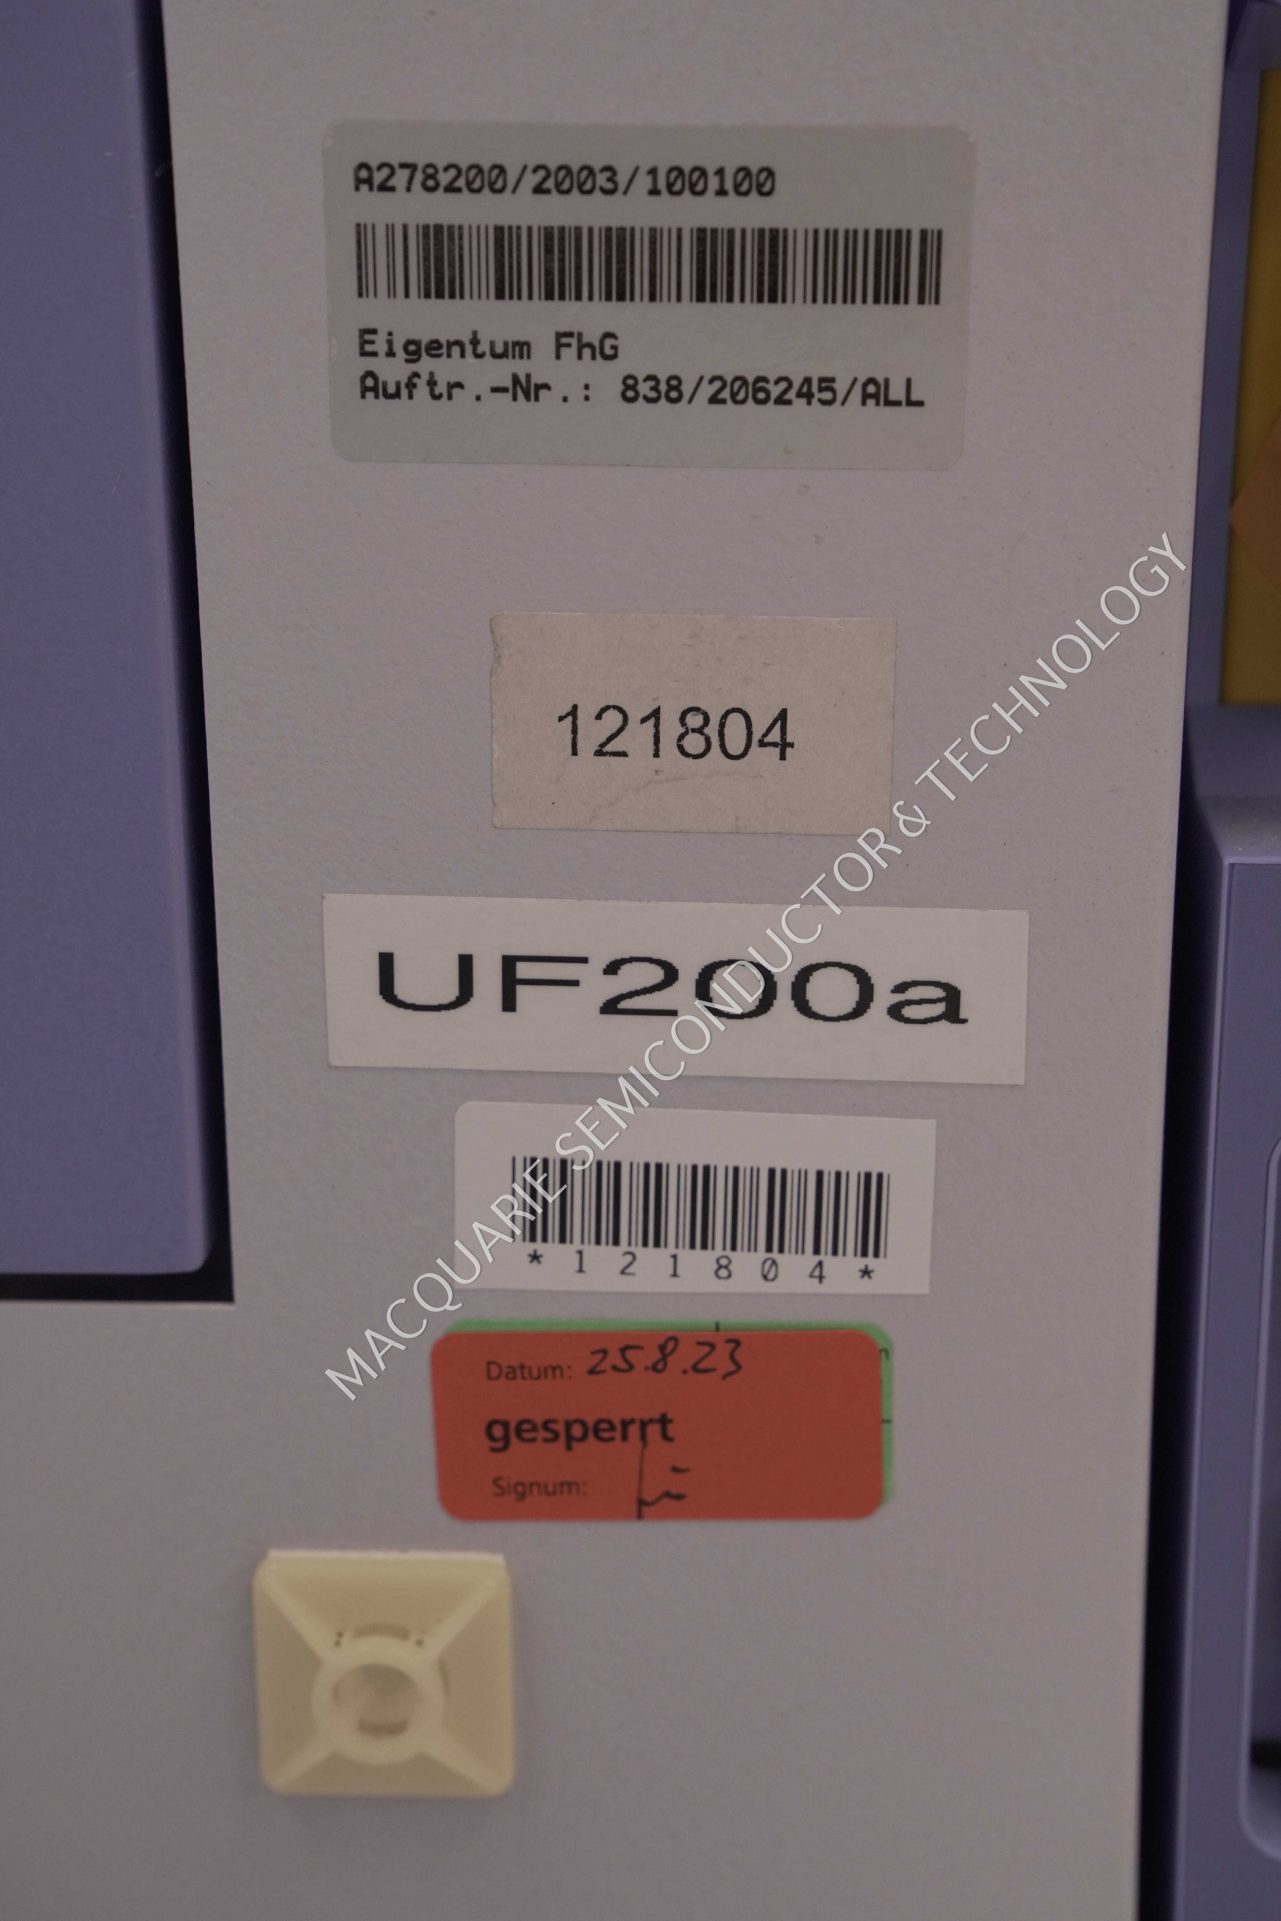 A278200/2003/100100
Eigentum FhG
Auftr.-Nr.: 838/206245/ALL
121804
UF200a
*121804*
Datum: 25.8.23
gesperrt
Signum:
MACQUARIE SEMICONDUCTOR & TECHNOLOGY